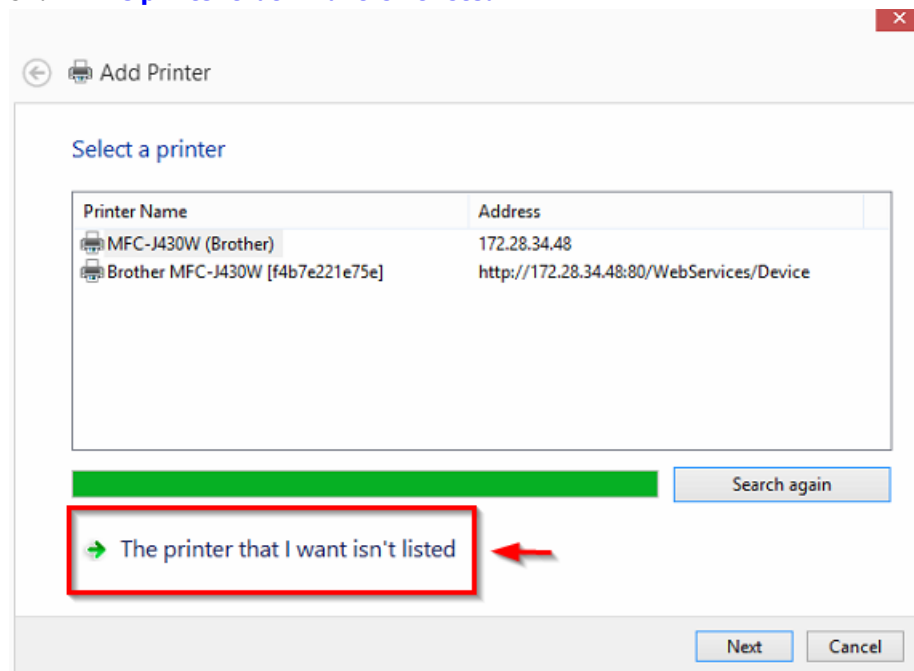 Add Printer
Select a printer
Printer Name Address
MFC-J430W (Brother) 172.28.34.48
Brother MFC-J430W [f4b7e221e75e] http://172.28.34.48:80/WebServices/Device
Search again
The printer that I want isn't listed
Next Cancel